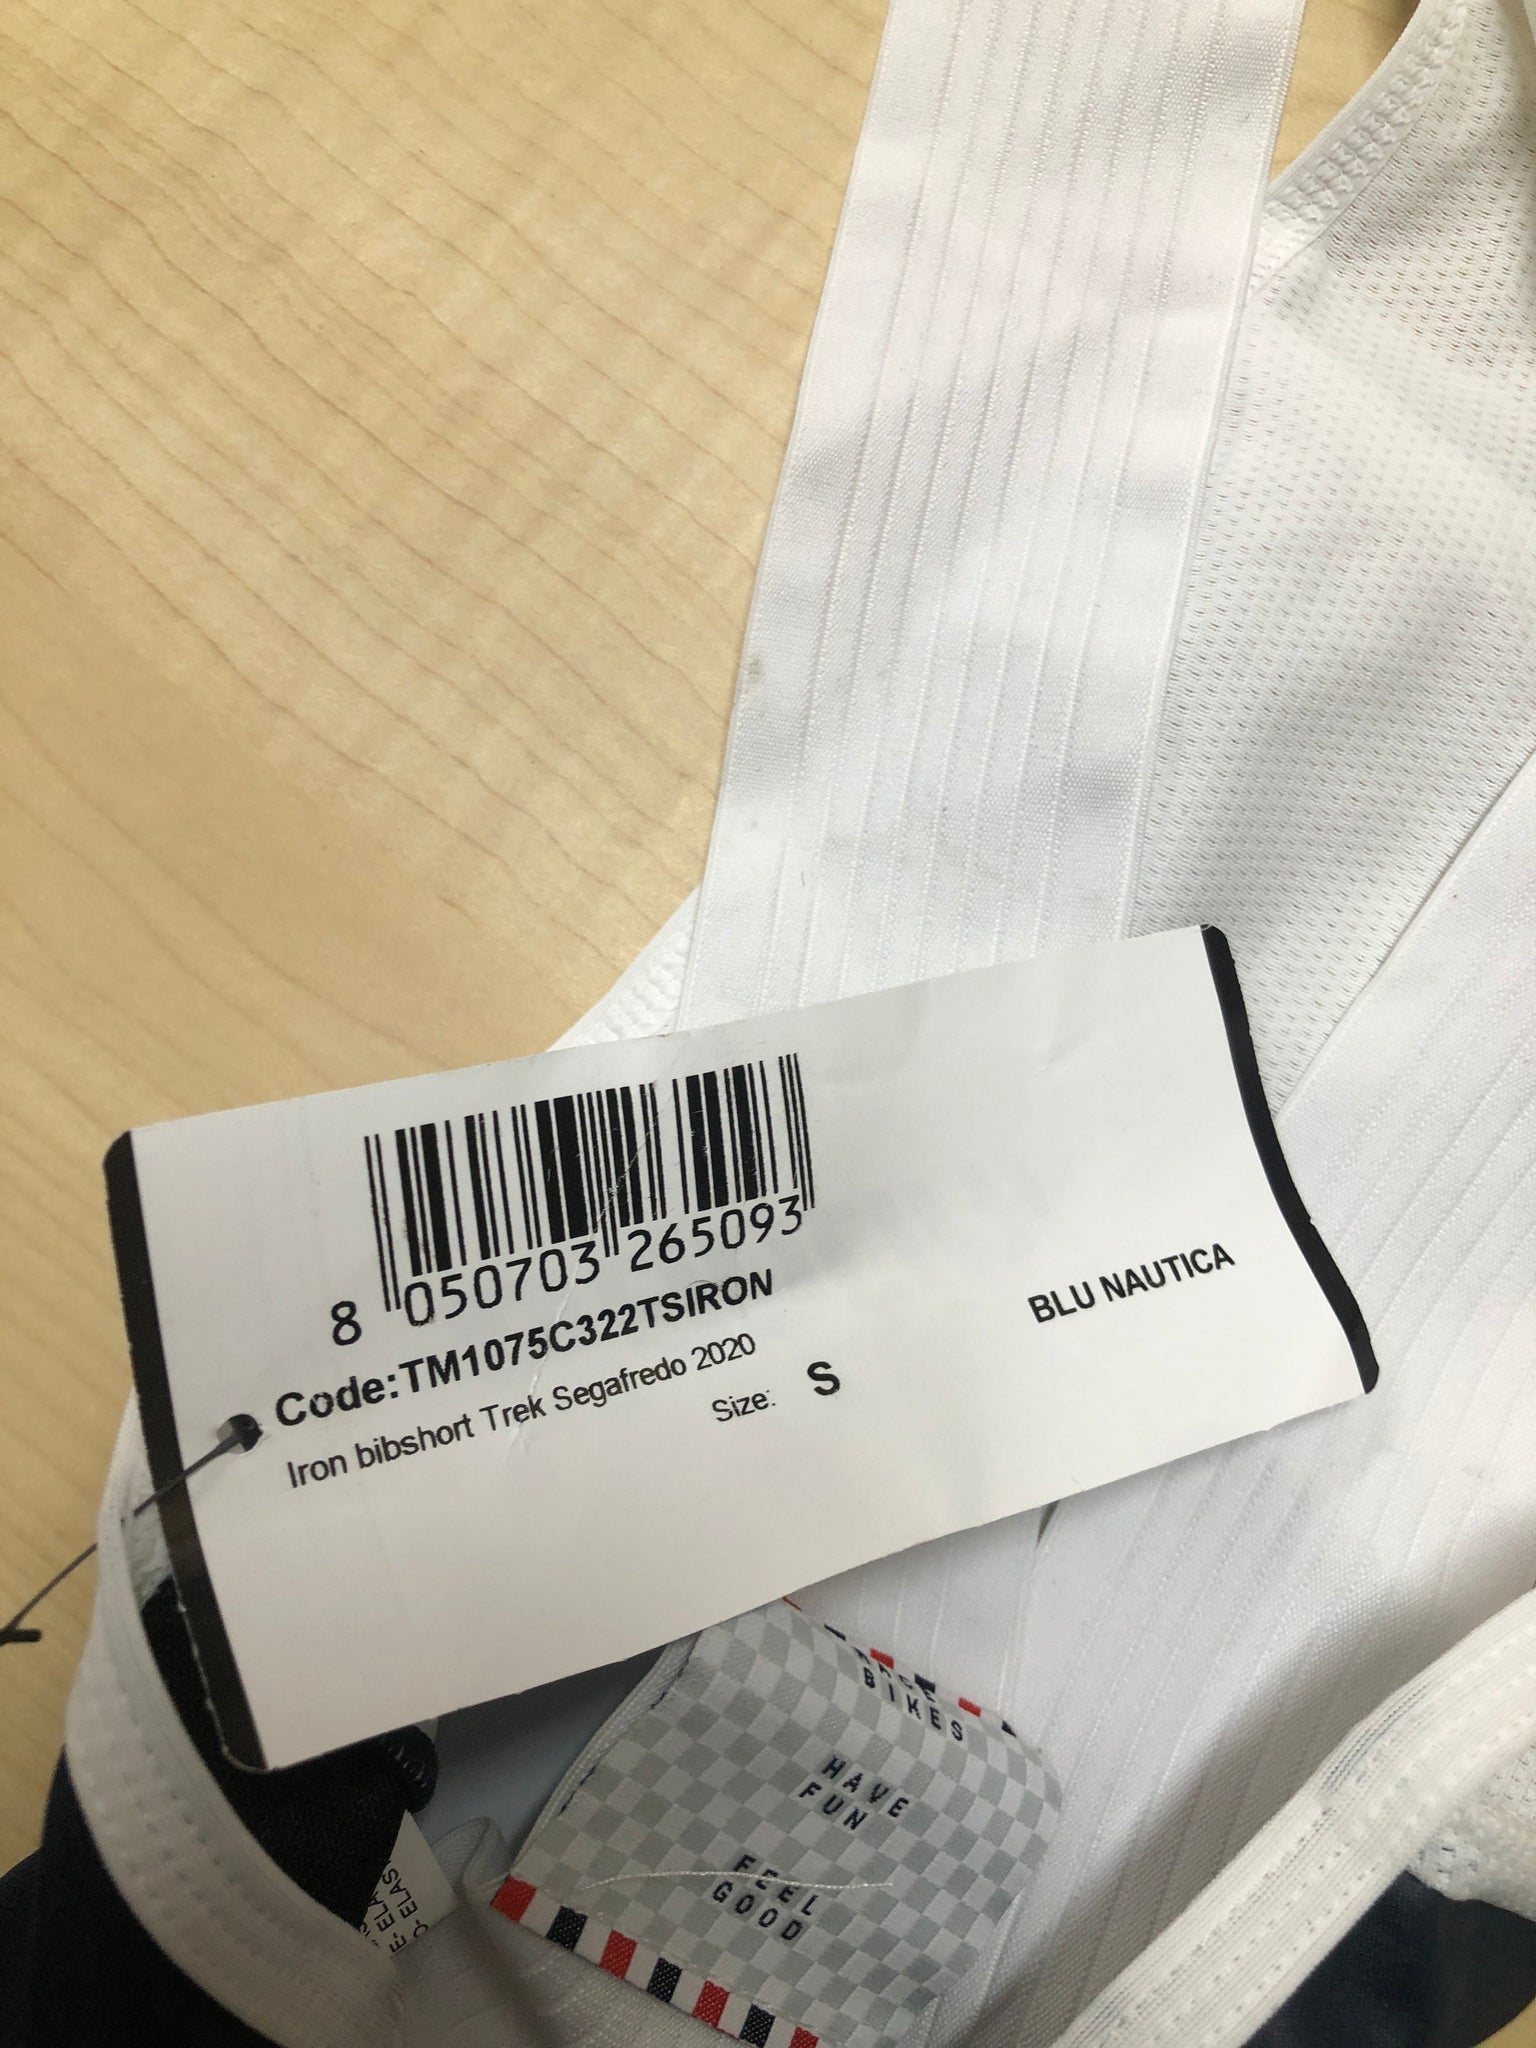 8 050703 265093
Code:TM1075C322TSIRON
Iron bibshort Trek Segafredo 2020
Size: S
BLU NAUTICA
BIKES
HAVE
FUN
FEEL
GOOD